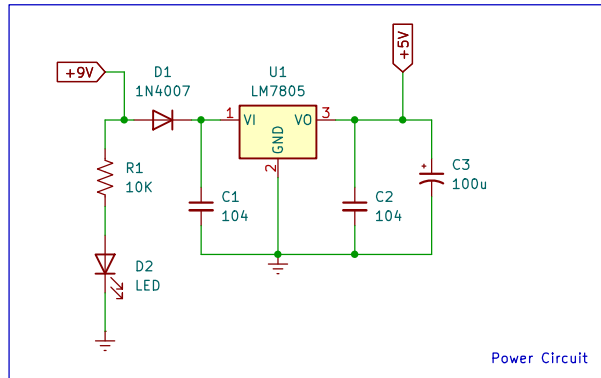 +5V
+9V
D1
1N4007
U1
LM7805
1
VI
VO
3
GND
2
R1
10K
C1
104
C2
104
+
C3
100u
D2
LED
Power Circuit